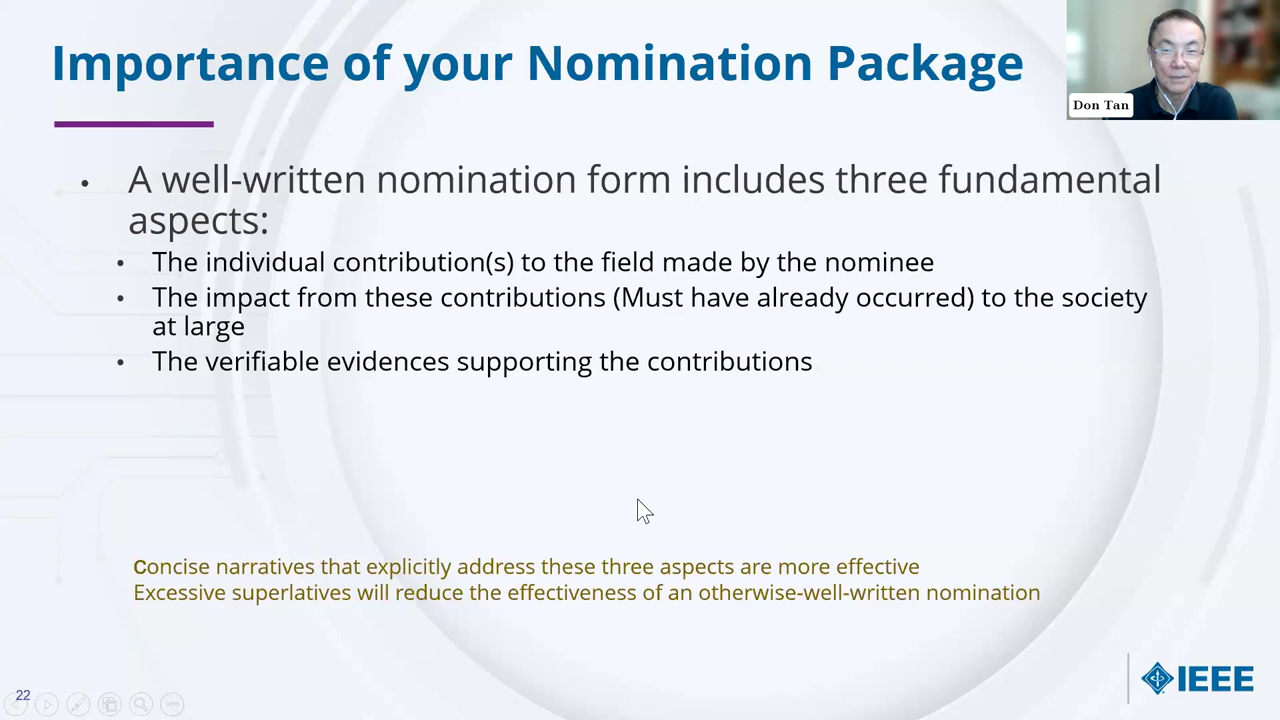 Importance of your Nomination Package
Don Tan
• A well-written nomination form includes three fundamental
aspects:
• The individual contribution(s) to the field made by the nominee
• The impact from these contributions (Must have already occurred) to the society
at large
• The verifiable evidences supporting the contributions
Concise narratives that explicitly address these three aspects are more effective
Excessive superlatives will reduce the effectiveness of an otherwise-well-written nomination
IEEE
22